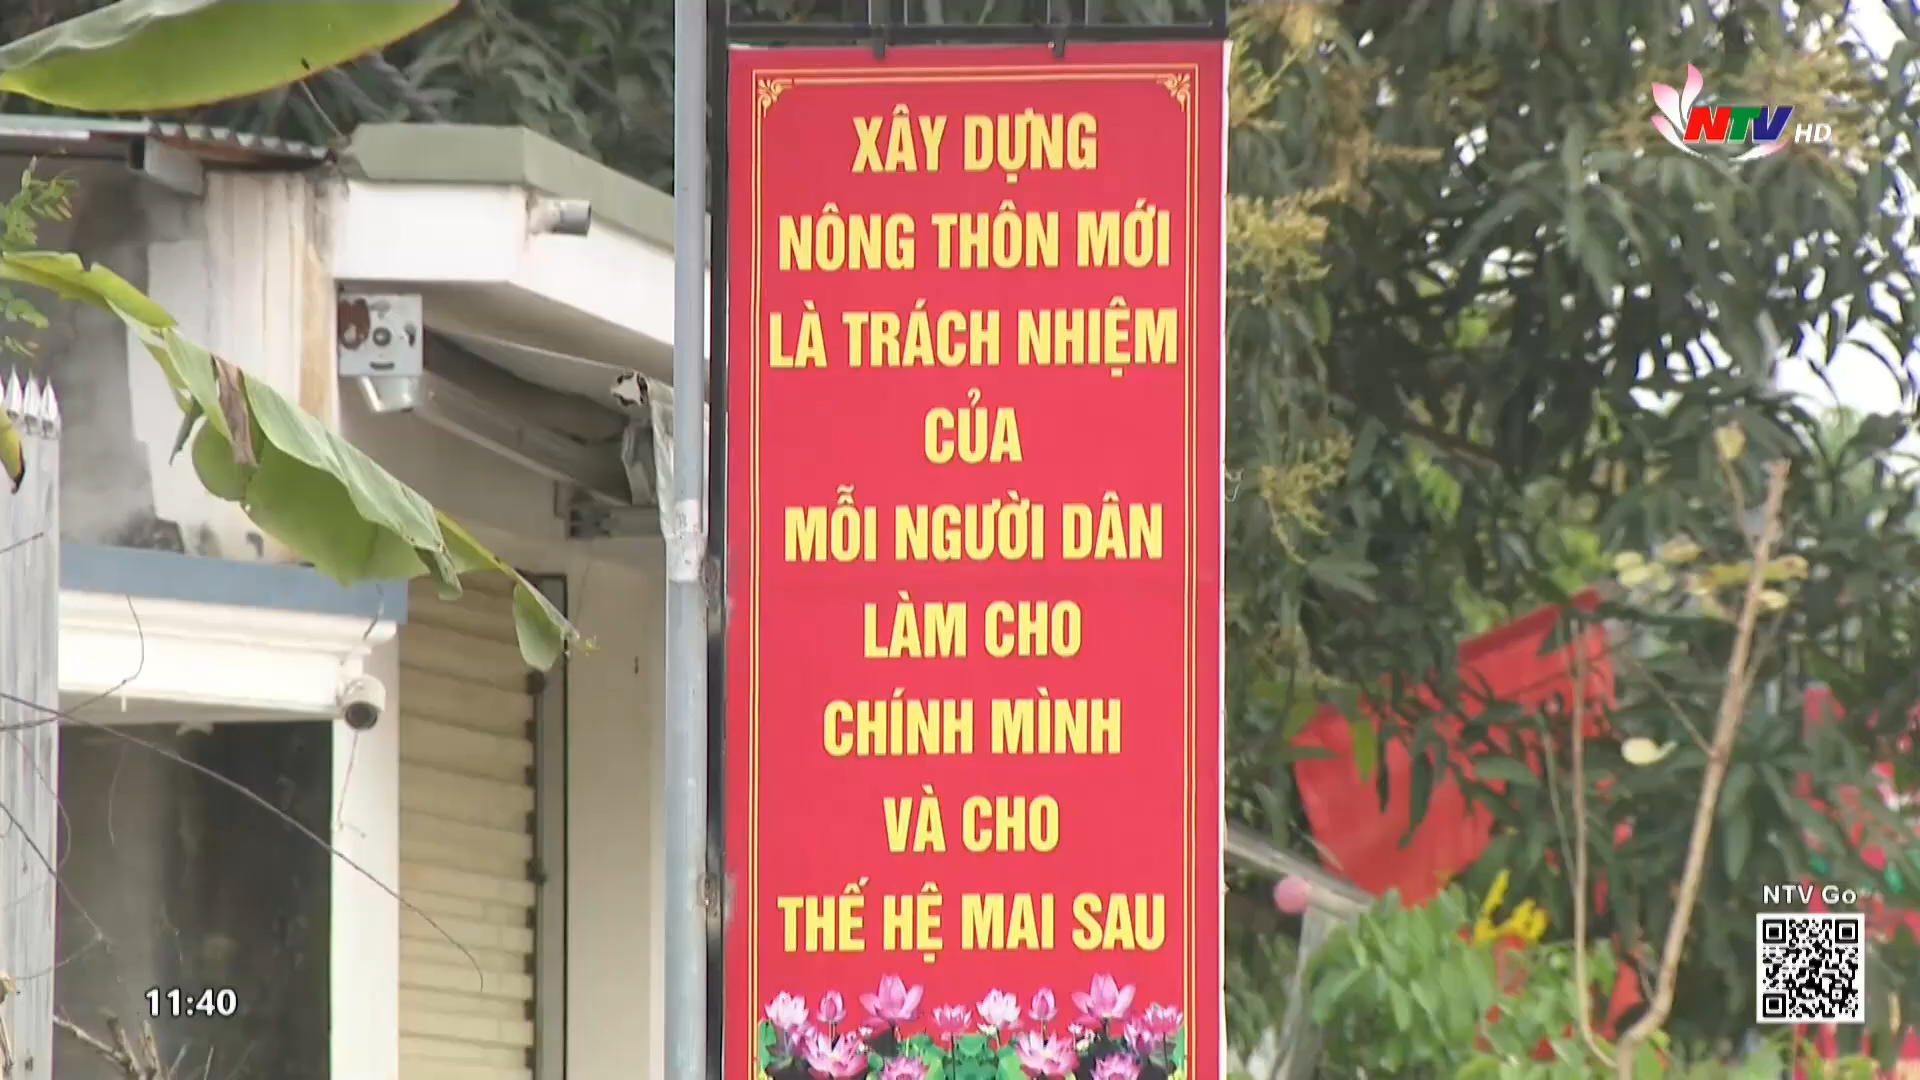 XÂY DỰNG
NÔNG THÔN MỚI
LÀ TRÁCH NHIỆM
CỦA
MỖI NGƯỜI DÂN
LÀM CHO
CHÍNH MÌNH
VÀ CHO
THẾ HỆ MAI SAU
NTV HD
NTV Go
11:40